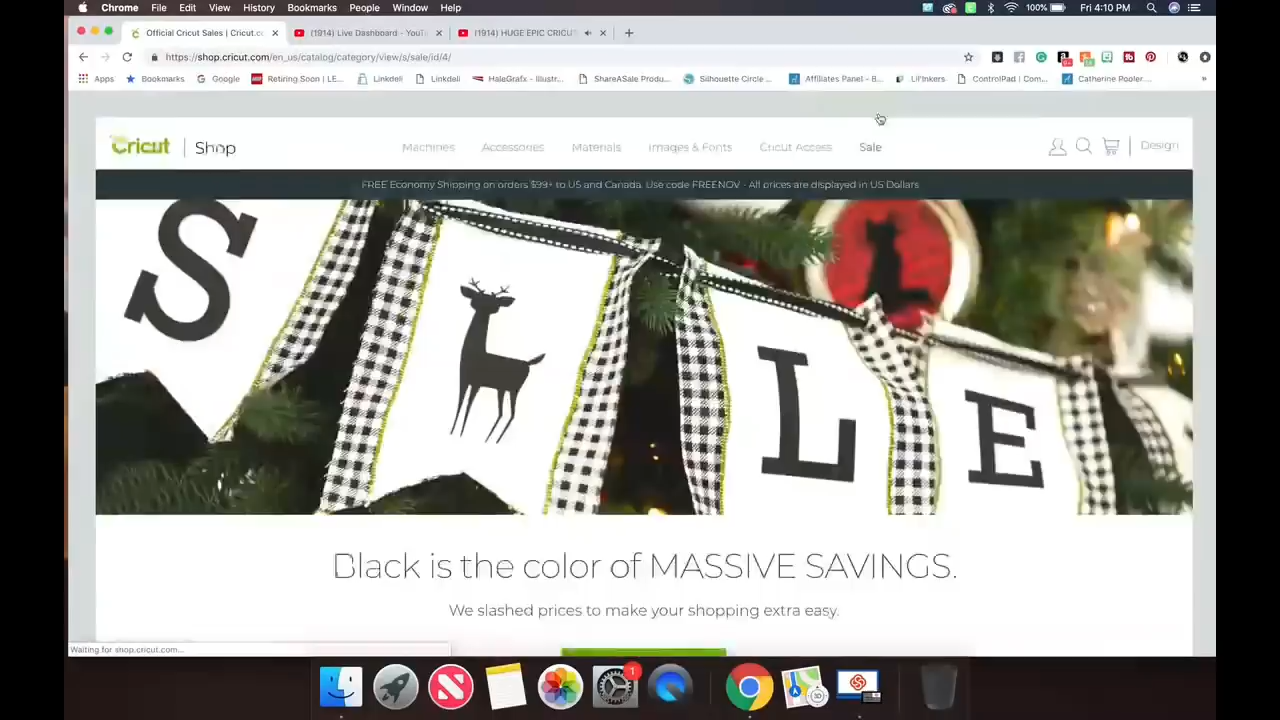 Chrome File Edit View History Bookmarks People Window Help 100% Fri 4:10 PM
Official Cricut Sales | Cricut.c (1914) Live Dashboard - YouT (1914) HUGE EPIC CRICUT
https://shop.cricut.com/en_us/catalog/category/view/s/sale/id/4/
Apps Bookmarks Google Retiring Soon | LE... Linkdeli Linkdeli HaleGrafx - Illustr... ShareASale Produ... Silhouette Circle ... Affiliates Panel - B... Lil'Inkers ControlPad | Com... Catherine Pooler...
Cricut | Shop Machines Accessories Materials Images & Fonts Cricut Access Sale Design
FREE Economy Shipping on orders $99+ to US and Canada. Use code FREENOV - All prices are displayed in US Dollars
S L E
Black is the color of MASSIVE SAVINGS.
We slashed prices to make your shopping extra easy.
Waiting for shop.cricut.com...
1
3D